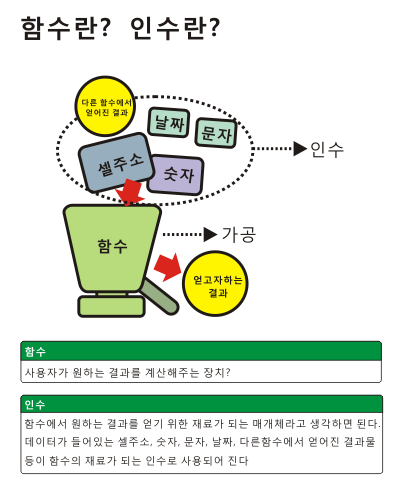 함수란? 인수란?
다른 함수에서
얻어진 결과
날짜
문자
셀주소
숫자
인수
함수
가공
얻고자하는
결과
함수
사용자가 원하는 결과를 계산해주는 장치?
인수
함수에서 원하는 결과를 얻기 위한 재료가 되는 매개체라고 생각하면 된다.
데이터가 들어있는 셀주소, 숫자, 문자, 날짜, 다른함수에서 얻어진 결과물
등이 함수의 재료가 되는 인수로 사용되어 진다